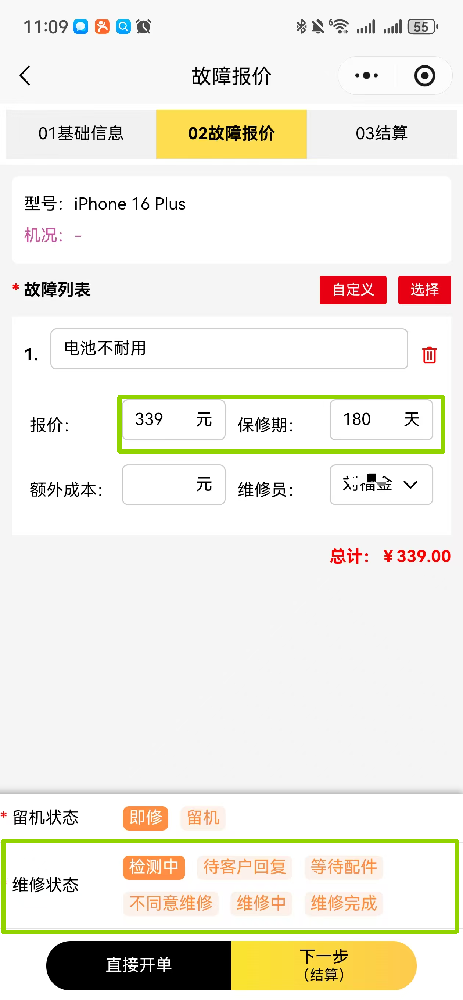 11:09
6
55
故障报价
01基础信息 02故障报价 03结算
型号： iPhone 16 Plus
机况： -
* 故障列表 自定义 选择
1. 电池不耐用
报价： 339 元 保修期： 180 天
额外成本： 元 维修员：
总计： ¥339.00
* 留机状态 即修 留机
* 维修状态 检测中 待客户回复 等待配件
不同意维修 维修中 维修完成
直接开单 下一步
（结算）